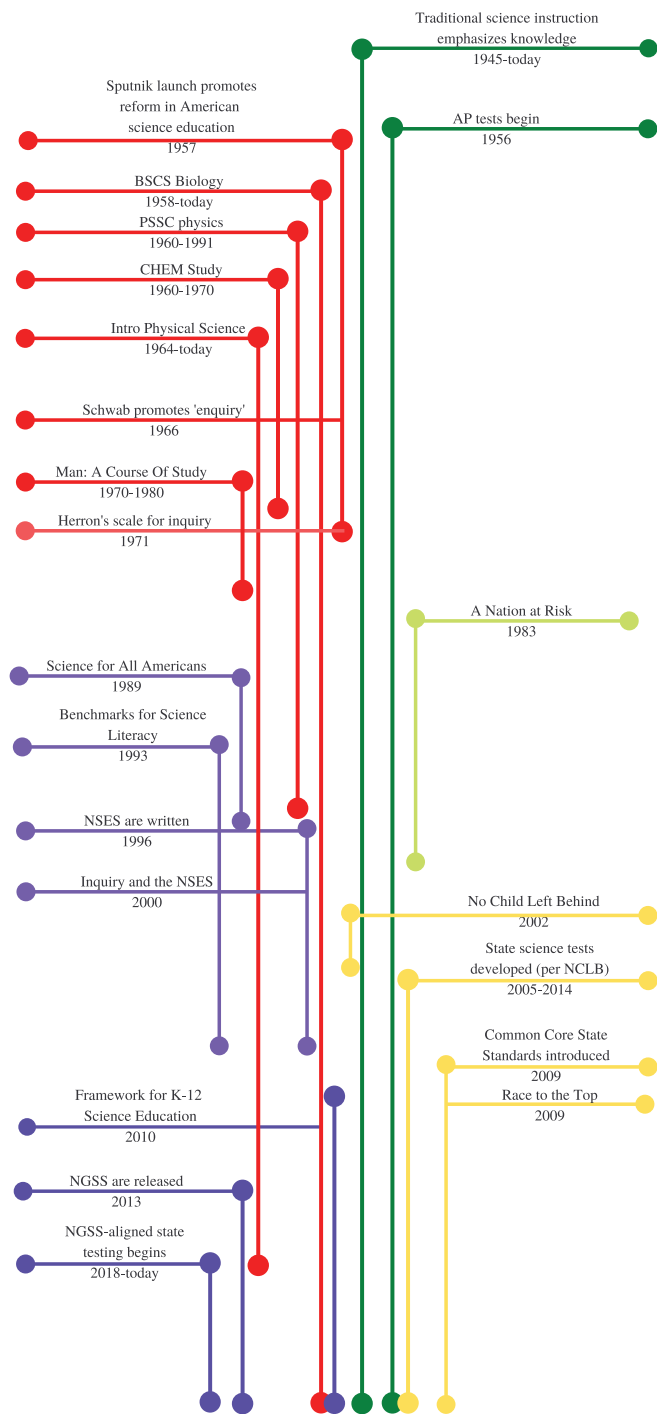 Traditional science instruction
emphasizes knowledge
1945-today
Sputnik launch promotes
reform in American
science education
1957
AP tests begin
1956
BSCS Biology
1958-today
PSSC physics
1960-1991
CHEM Study
1960-1970
Intro Physical Science
1964-today
Schwab promotes 'enquiry'
1966
Man: A Course Of Study
1970-1980
Herron's scale for inquiry
1971
A Nation at Risk
1983
Science for All Americans
1989
Benchmarks for Science
Literacy
1993
NSES are written
1996
Inquiry and the NSES
2000
No Child Left Behind
2002
State science tests
developed (per NCLB)
2005-2014
Common Core State
Standards introduced
2009
Race to the Top
2009
Framework for K-12
Science Education
2010
NGSS are released
2013
NGSS-aligned state
testing begins
2018-today